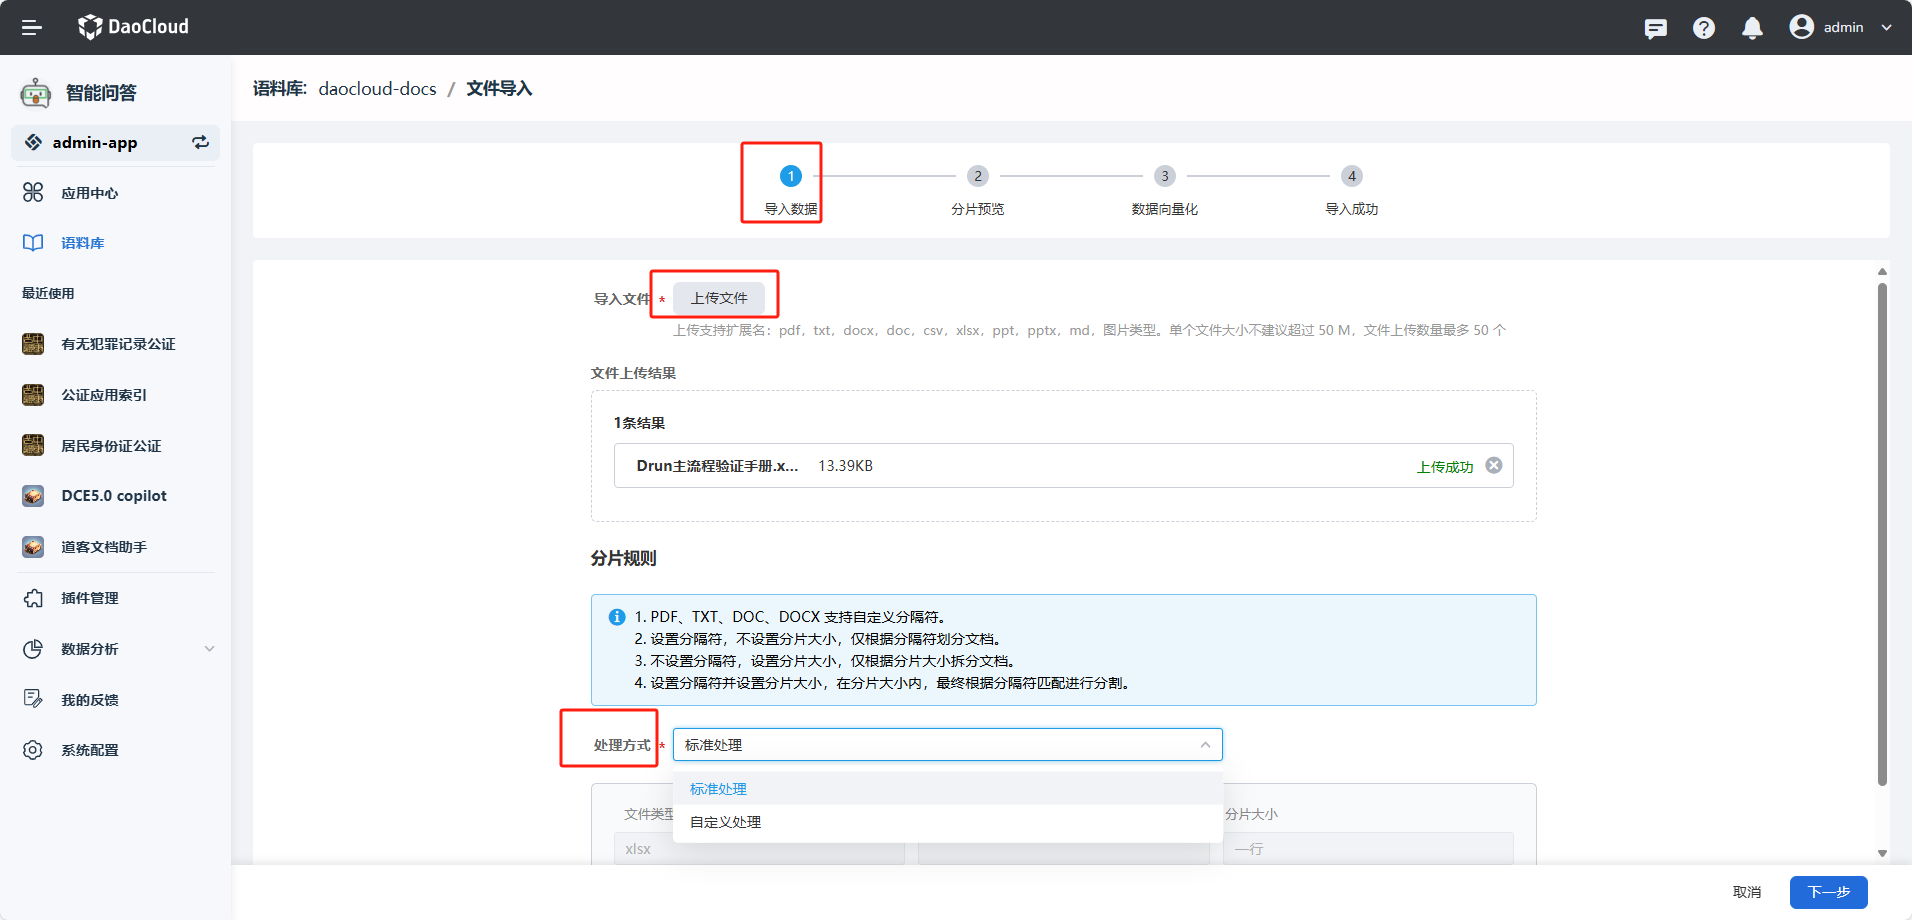 DaoCloud
admin
智能问答
admin-app
应用中心
语料库
最近使用
有无犯罪记录公证
公证应用索引
居民身份证公证
DCE5.0 copilot
道客文档助手
插件管理
数据分析
我的反馈
系统配置
语料库: daocloud-docs / 文件导入
1 2 3 4
导入数据 分片预览 数据向量化 导入成功
导入文件 * 上传文件
上传支持扩展名：pdf，txt，docx，doc，csv，xlsx，ppt，pptx，md，图片类型。单个文件大小不建议超过 50 M，文件上传数量最多 50 个
文件上传结果
1条结果
Drun主流程验证手册.x... 13.39KB 上传成功
分片规则
1. PDF、TXT、DOC、DOCX 支持自定义分隔符。
2. 设置分隔符，不设置分片大小，仅根据分隔符划分文档。
3. 不设置分隔符，设置分片大小，仅根据分片大小拆分文档。
4. 设置分隔符并设置分片大小，在分片大小内，最终根据分隔符匹配进行分割。
处理方式 * 标准处理
标准处理
自定义处理
文件类型 分片大小
xlsx 一行
取消 下一步